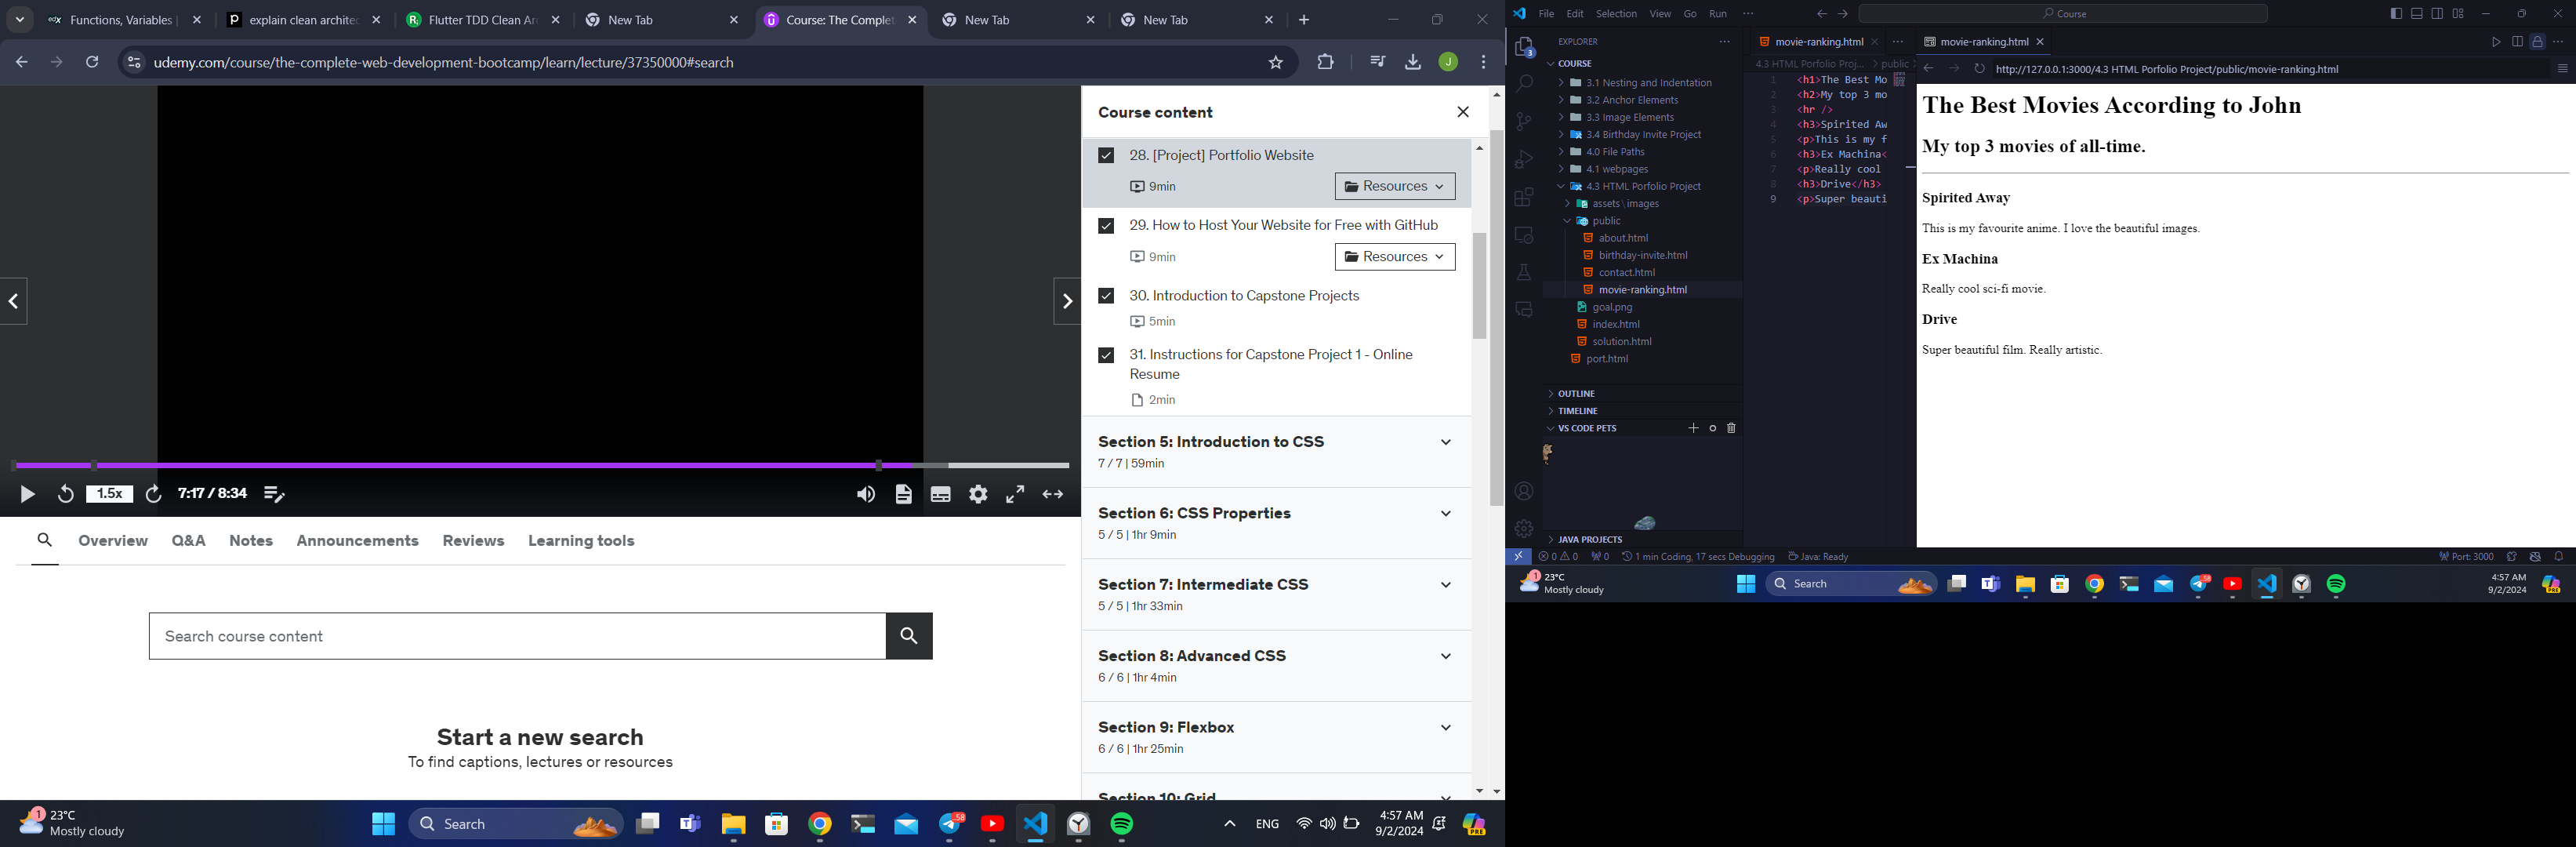 Functions, Variables
explain clean archite
Flutter TDD Clean Arc
New Tab
Course: The Complet
New Tab
New Tab
udemy.com/course/the-complete-web-development-bootcamp/learn/lecture/37350000#search
J
1.5x
7:17 / 8:34
Overview
Q&A
Notes
Announcements
Reviews
Learning tools
Search course content
Start a new search
To find captions, lectures or resources
Course content
28. [Project] Portfolio Website
9min
Resources
29. How to Host Your Website for Free with GitHub
9min
Resources
30. Introduction to Capstone Projects
5min
31. Instructions for Capstone Project 1 - Online
Resume
2min
Section 5: Introduction to CSS
7 / 7 | 59min
Section 6: CSS Properties
5 / 5 | 1hr 9min
Section 7: Intermediate CSS
5 / 5 | 1hr 33min
Section 8: Advanced CSS
6 / 6 | 1hr 4min
Section 9: Flexbox
6 / 6 | 1hr 25min
Section 10: Grid
1
23°C
Mostly cloudy
Search
58
ENG
4:57 AM
9/2/2024
PRE
File Edit Selection View Go Run
Course
3
EXPLORER
COURSE
3.1 Nesting and Indentation
3.2 Anchor Elements
3.3 Image Elements
3.4 Birthday Invite Project
4.0 File Paths
4.1 webpages
4.3 HTML Porfolio Project
assets \ images
public
about.html
birthday-invite.html
contact.html
movie-ranking.html
goal.png
index.html
solution.html
port.html
OUTLINE
TIMELINE
VS CODE PETS
JAVA PROJECTS
movie-ranking.html
4.3 HTML Porfolio Proj... > public >
1 <h1>The Best Mo
2 <h2>My top 3 mo
3 <hr />
4 <h3>Spirited Aw
5 <p>This is my f
6 <h3>Ex Machina<
7 <p>Really cool
8 <h3>Drive</h3>
9 <p>Super beauti
movie-ranking.html
http://127.0.0.1:3000/4.3 HTML Porfolio Project/public/movie-ranking.html
The Best Movies According to John
My top 3 movies of all-time.
Spirited Away
This is my favourite anime. I love the beautiful images.
Ex Machina
Really cool sci-fi movie.
Drive
Super beautiful film. Really artistic.
0 0
0
1 min Coding, 17 secs Debugging
Java: Ready
Port: 3000
1
23°C
Mostly cloudy
Search
58
4:57 AM
9/2/2024
PRE